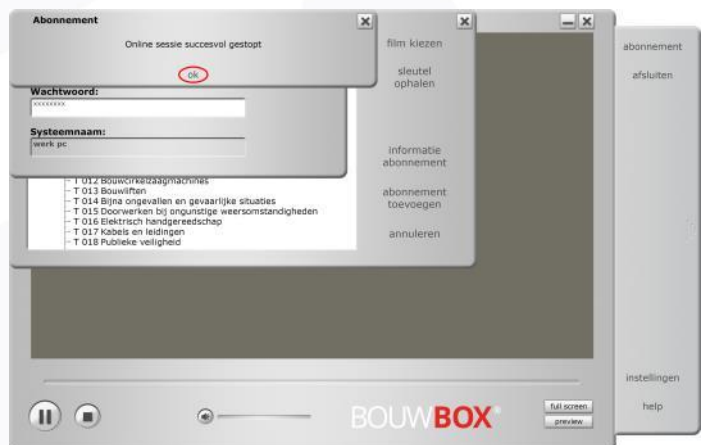 Abonnement
Online sessie succesvol gestopt
ok
Wachtwoord:
xxxxxxxx
Systeemnaam:
werk pc
T 012 Bouwcirkelzaagmachines
T 013 Bouwliften
T 014 Bijna ongevallen en gevaarlijke situaties
T 015 Doorwerken bij ongunstige weersomstandigheden
T 016 Elektrisch handgereedschap
T 017 Kabels en leidingen
T 018 Publieke veiligheid
film kiezen
sleutel
ophalen
informatie
abonnement
abonnement
toevoegen
annuleren
abonnement
afsluiten
instellingen
help
BOUWBOX
full screen
preview